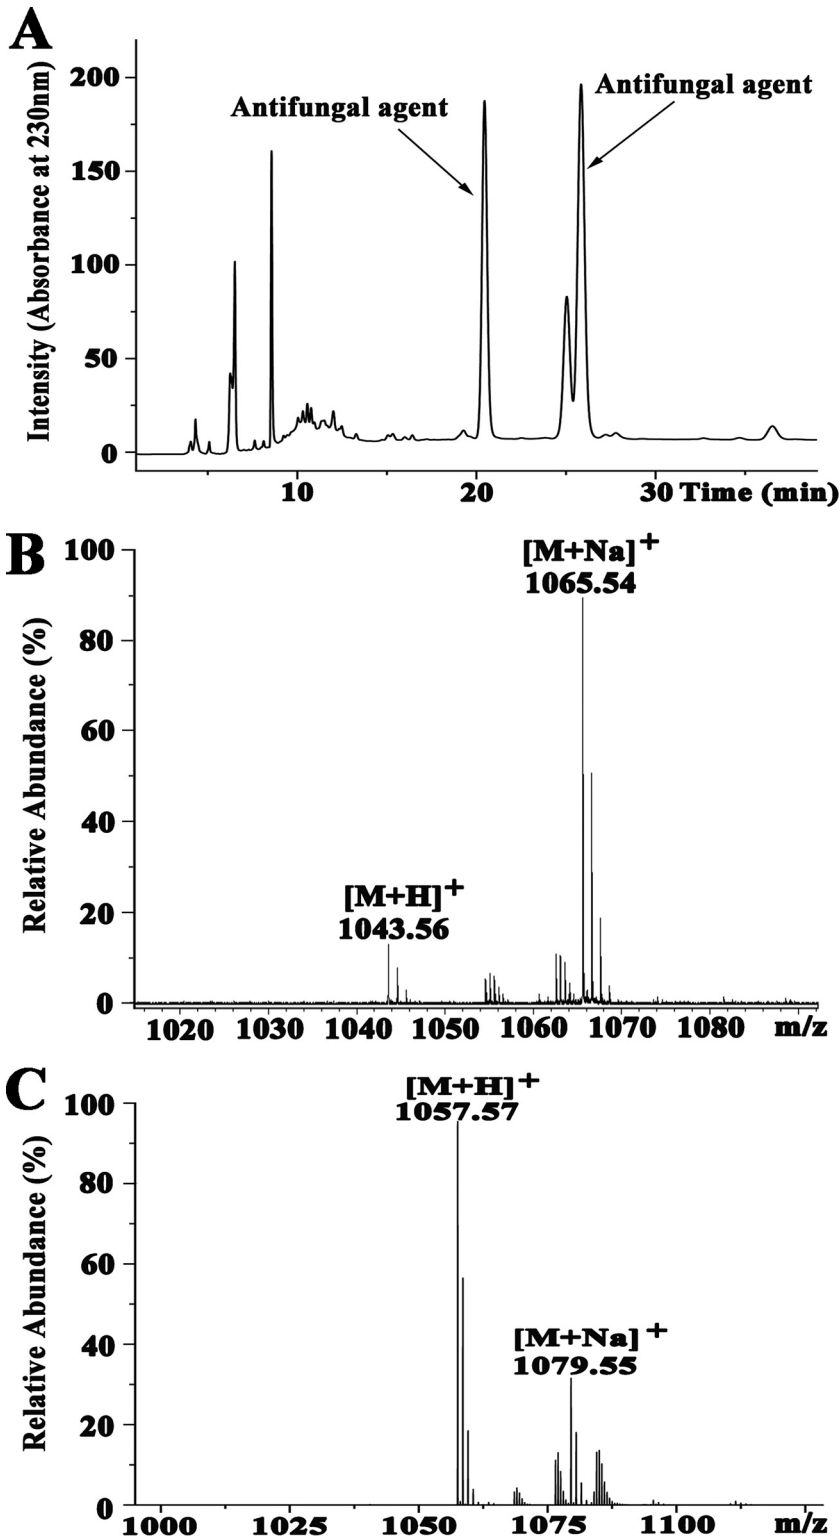 A
Intensity (Absorbance at 230nm)
200
150
100
50
0
Antifungal agent
Antifungal agent
10
20
30
Time (min)
B
Relative Abundance (%)
100
80
60
40
20
0
[M+Na]+
1065.54
[M+H]+
1043.56
1020
1030
1040
1050
1060
1070
1080
m/z
C
Relative Abundance (%)
100
80
60
40
20
0
[M+H]+
1057.57
[M+Na]+
1079.55
1000
1025
1050
1075
1100
m/z